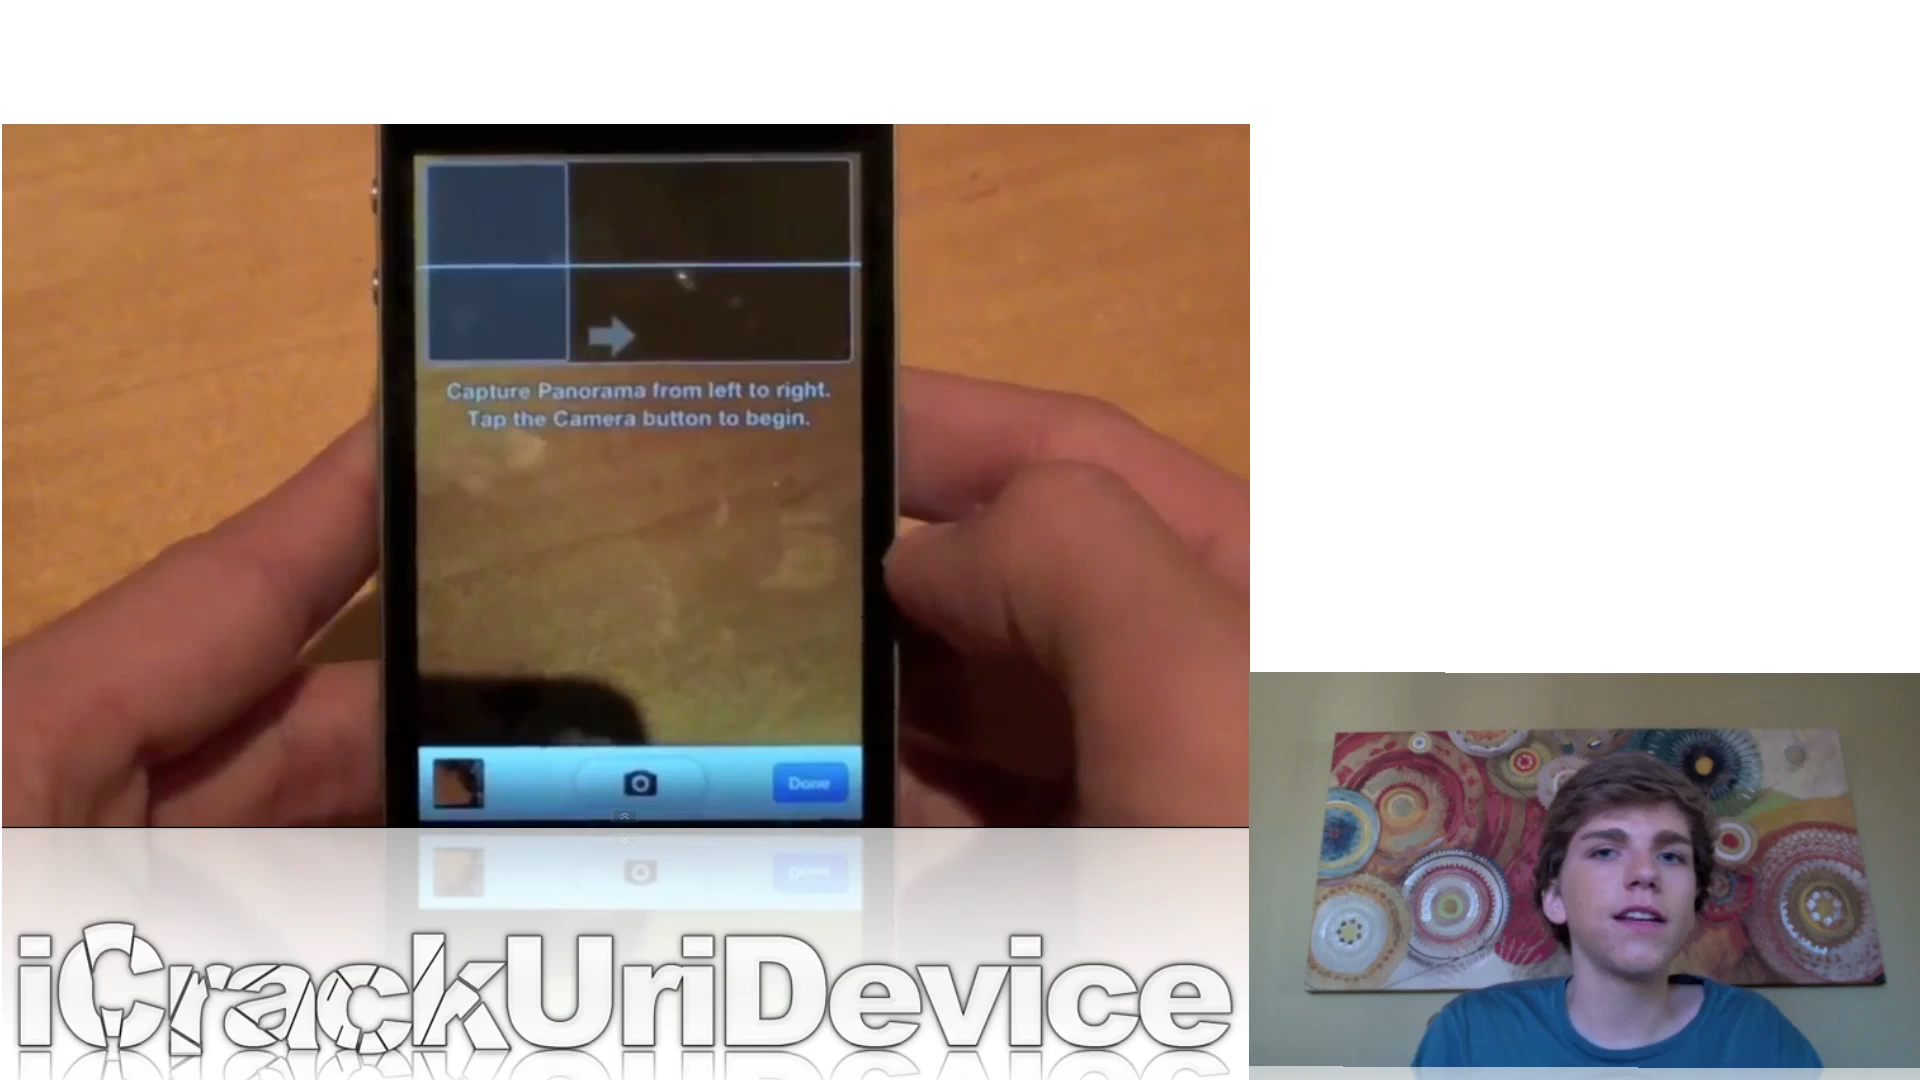 Capture Panorama from left to right.
Tap the Camera button to begin.
Done
iCrackUriDevice